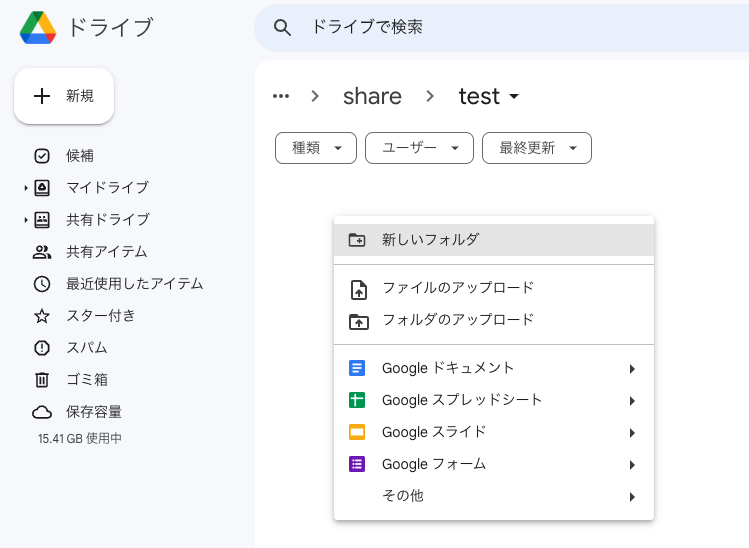 ドライブ
ドライブで検索
新規
候補
マイドライブ
共有ドライブ
共有アイテム
最近使用したアイテム
スター付き
スパム
ゴミ箱
保存容量
15.41 GB 使用中
share
test
種類
ユーザー
最終更新
新しいフォルダ
ファイルのアップロード
フォルダのアップロード
Google ドキュメント
Google スプレッドシート
Google スライド
Google フォーム
その他